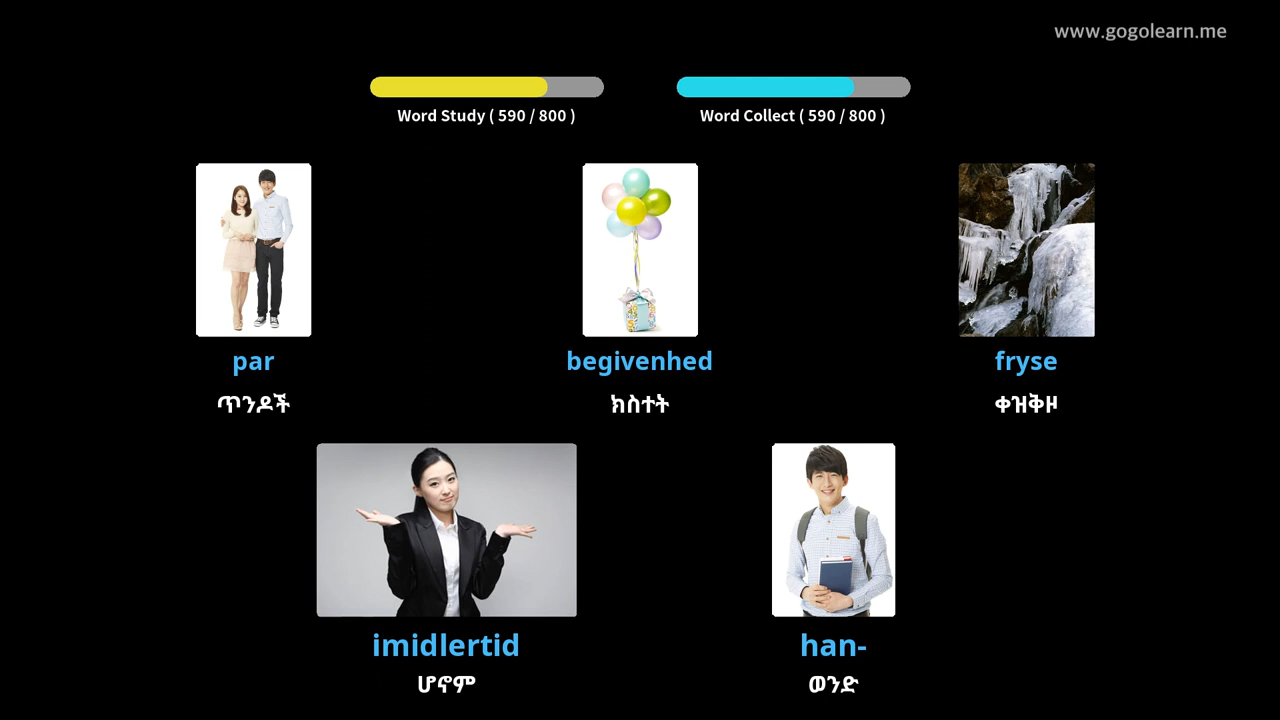 www.gogolearn.me
Word Study ( 590 / 800 )
Word Collect ( 590 / 800 )
par
begivenhed
fryse
ጥንዶች
ክስተት
ቀዝቅዞ
imidlertid
han-
ሆኖም
ወንድ